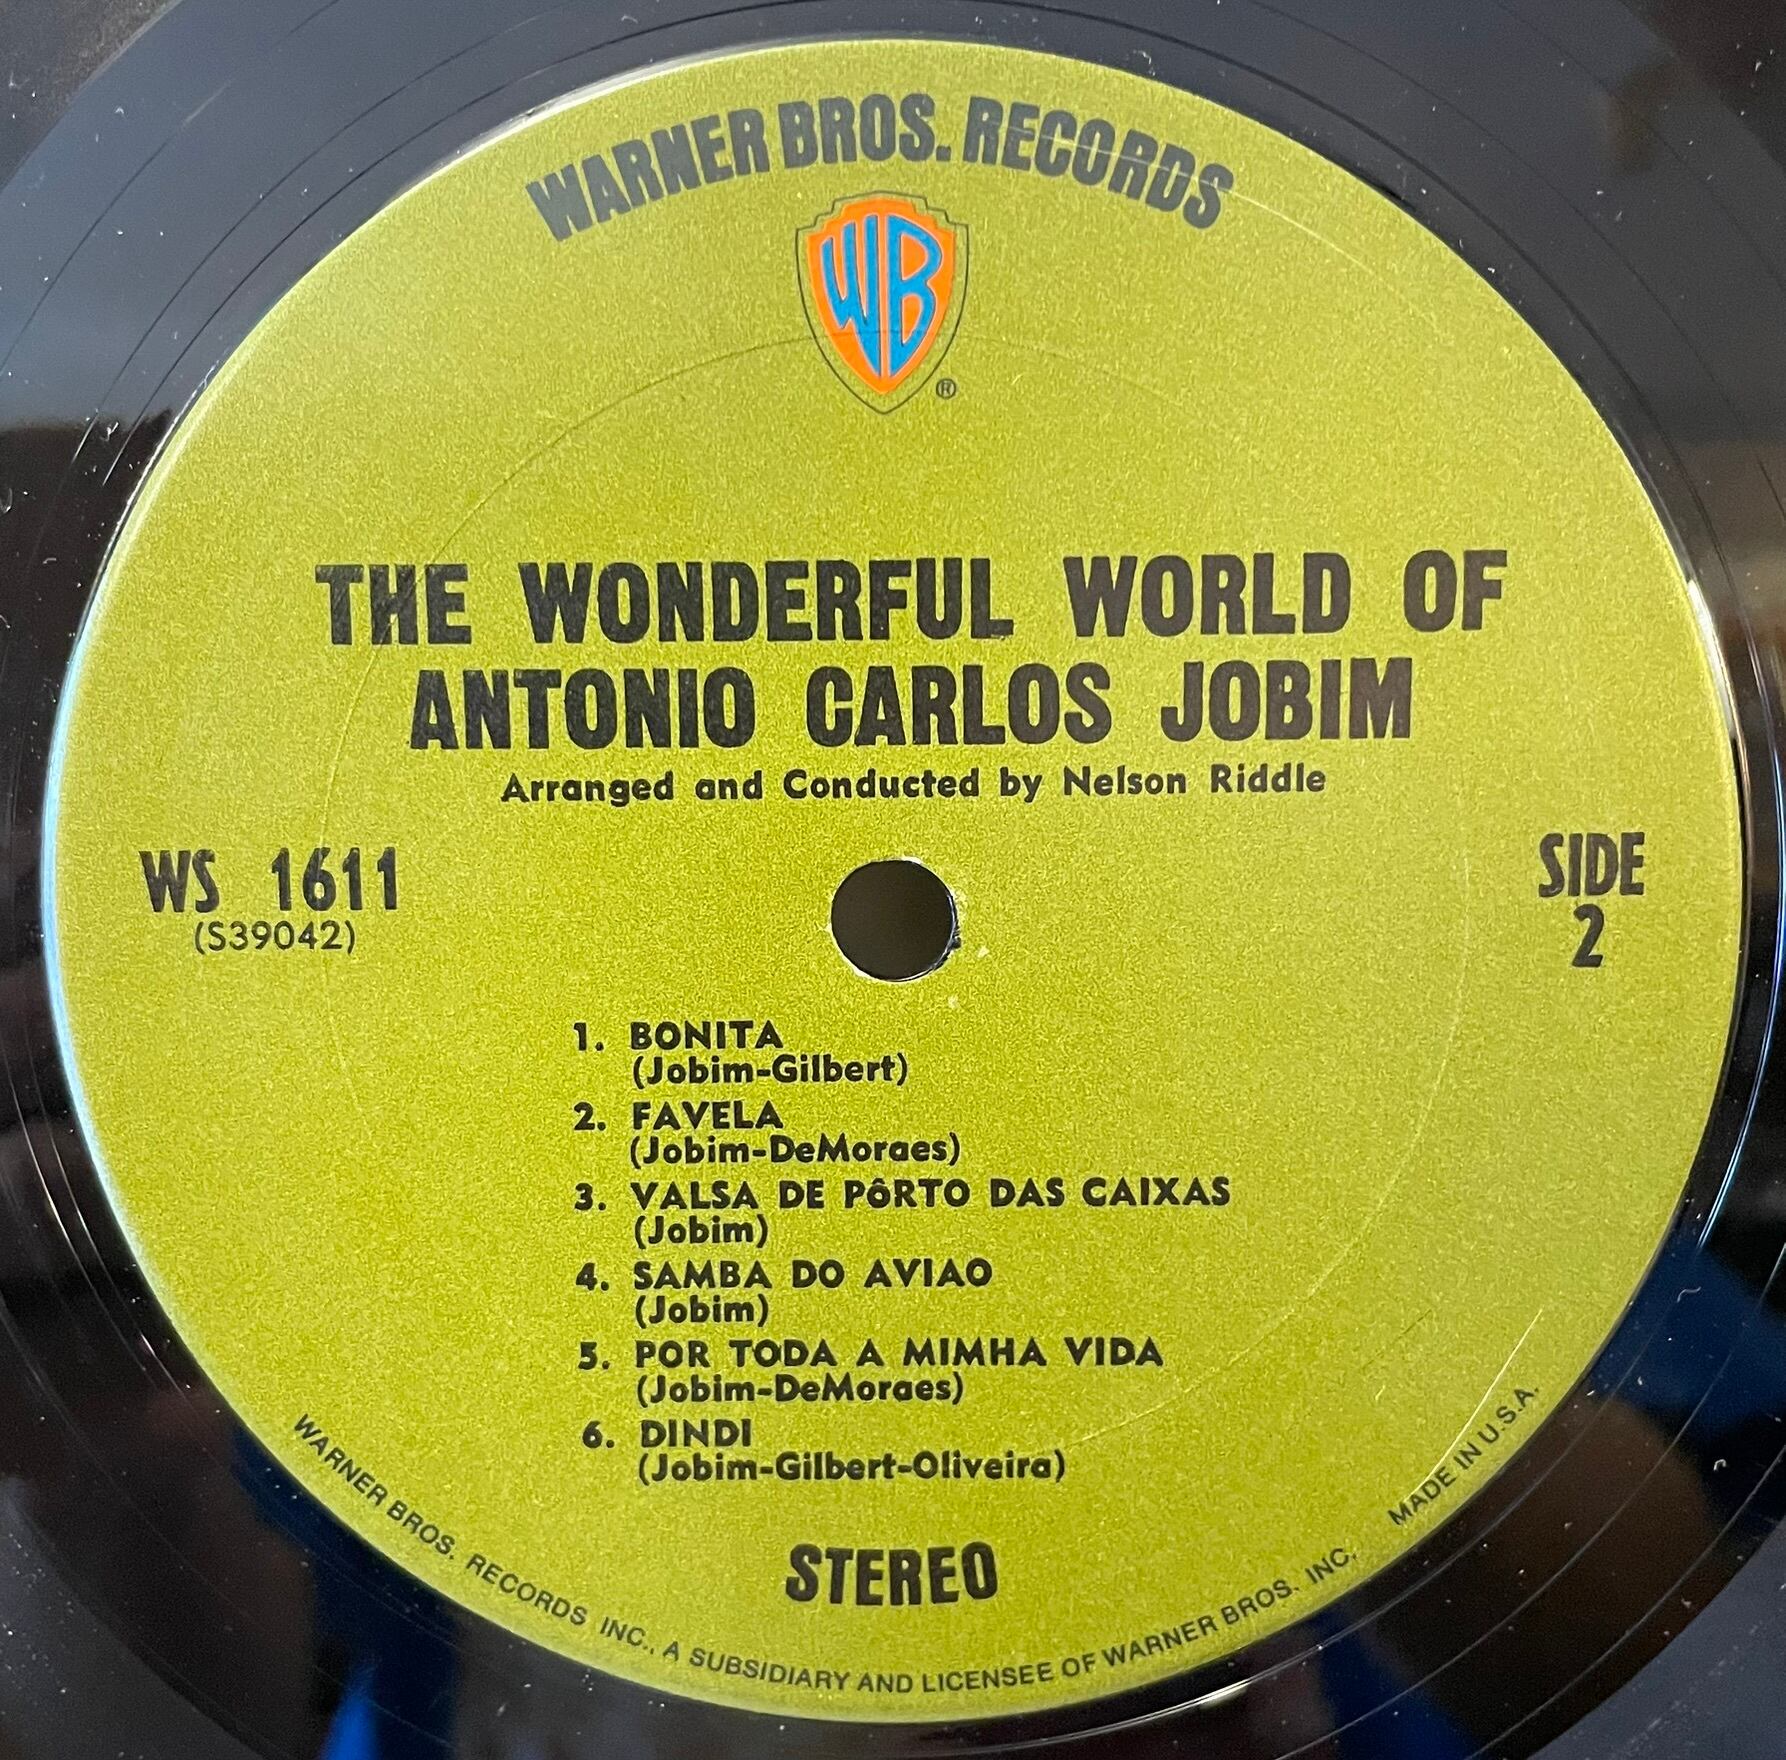 WARNER BROS. RECORDS
WB
®
THE WONDERFUL WORLD OF
ANTONIO CARLOS JOBIM
Arranged and Conducted by Nelson Riddle
WS 1611
(S39042)
SIDE
2
1. BONITA
(Jobim-Gilbert)
2. FAVELA
(Jobim-DeMoraes)
3. VALSA DE PôRTO DAS CAIXAS
(Jobim)
4. SAMBA DO AVIAO
(Jobim)
5. POR TODA A MIMHA VIDA
(Jobim-DeMoraes)
6. DINDI
(Jobim-Gilbert-Oliveira)
STEREO
WARNER BROS. RECORDS INC., A SUBSIDIARY AND LICENSEE OF WARNER BROS. INC. MADE IN U.S.A.